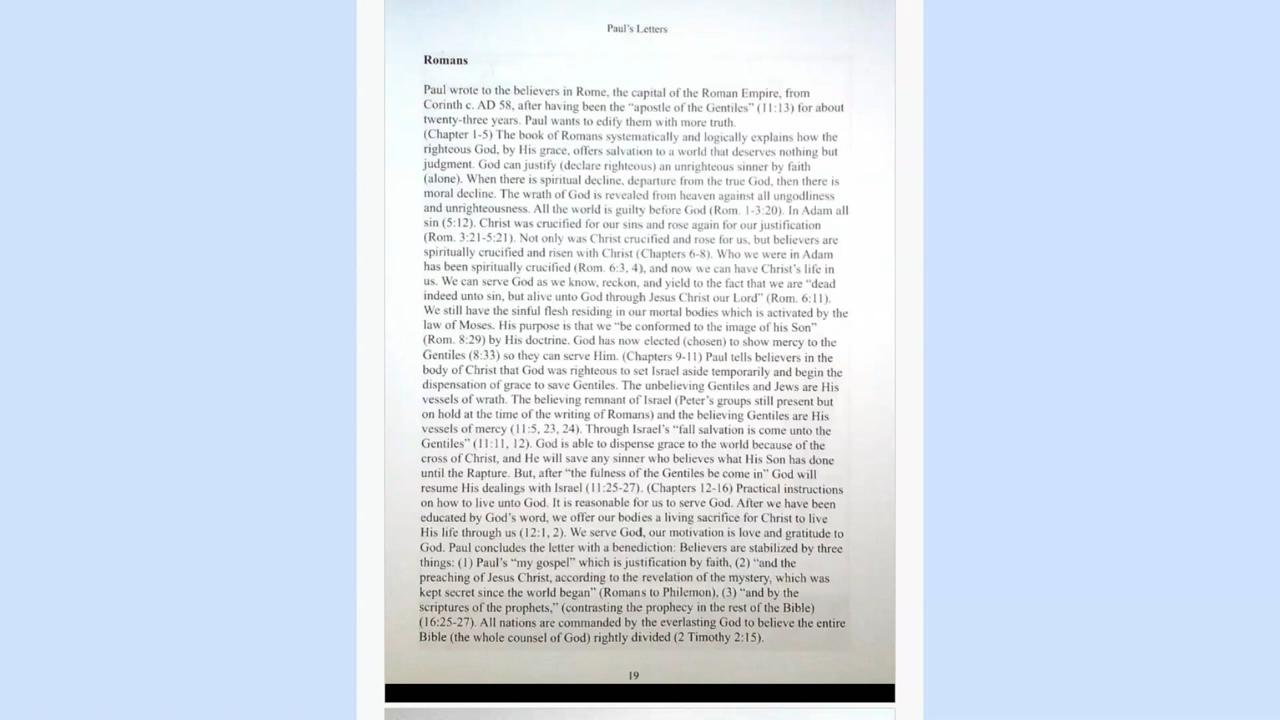 Paul's Letters
Romans
Paul wrote to the believers in Rome, the capital of the Roman Empire, from
Corinth c. AD 58, after having been the "apostle of the Gentiles" (11:13) for about
twenty-three years. Paul wants to edify them with more truth.
(Chapter 1-5) The book of Romans systematically and logically explains how the
righteous God, by His grace, offers salvation to a world that deserves nothing but
judgment. God can justify (declare righteous) an unrighteous sinner by faith
(alone). When there is spiritual decline, departure from the true God, then there is
moral decline. The wrath of God is revealed from heaven against all ungodliness
and unrighteousness. All the world is guilty before God (Rom. 1-3:20). In Adam all
sin (5:12). Christ was crucified for our sins and rose again for our justification
(Rom. 3:21-5:21). Not only was Christ crucified and rose for us, but believers are
spiritually crucified and risen with Christ (Chapters 6-8). Who we were in Adam
has been spiritually crucified (Rom. 6:3, 4), and now we can have Christ's life in
us. We can serve God as we know, reckon, and yield to the fact that we are "dead
indeed unto sin, but alive unto God through Jesus Christ our Lord" (Rom. 6:11).
We still have the sinful flesh residing in our mortal bodies which is activated by the
law of Moses. His purpose is that we "be conformed to the image of his Son"
(Rom. 8:29) by His doctrine. God has now elected (chosen) to show mercy to the
Gentiles (8:33) so they can serve Him. (Chapters 9-11) Paul tells believers in the
body of Christ that God was righteous to set Israel aside temporarily and begin the
dispensation of grace to save Gentiles. The unbelieving Gentiles and Jews are His
vessels of wrath. The believing remnant of Israel (Peter's groups still present but
on hold at the time of the writing of Romans) and the believing Gentiles are His
vessels of mercy (11:5, 23, 24). Through Israel's "fall salvation is come unto the
Gentiles" (11:11, 12). God is able to dispense grace to the world because of the
cross of Christ, and He will save any sinner who believes what His Son has done
until the Rapture. But, after "the fulness of the Gentiles be come in" God will
resume His dealings with Israel (11:25-27). (Chapters 12-16) Practical instructions
on how to live unto God. It is reasonable for us to serve God. After we have been
educated by God's word, we offer our bodies a living sacrifice for Christ to live
His life through us (12:1, 2). We serve God, our motivation is love and gratitude to
God. Paul concludes the letter with a benediction: Believers are stabilized by three
things: (1) Paul's "my gospel" which is justification by faith, (2) "and the
preaching of Jesus Christ, according to the revelation of the mystery, which was
kept secret since the world began" (Romans to Philemon), (3) "and by the
scriptures of the prophets," (contrasting the prophecy in the rest of the Bible)
(16:25-27). All nations are commanded by the everlasting God to believe the entire
Bible (the whole counsel of God) rightly divided (2 Timothy 2:15).
19